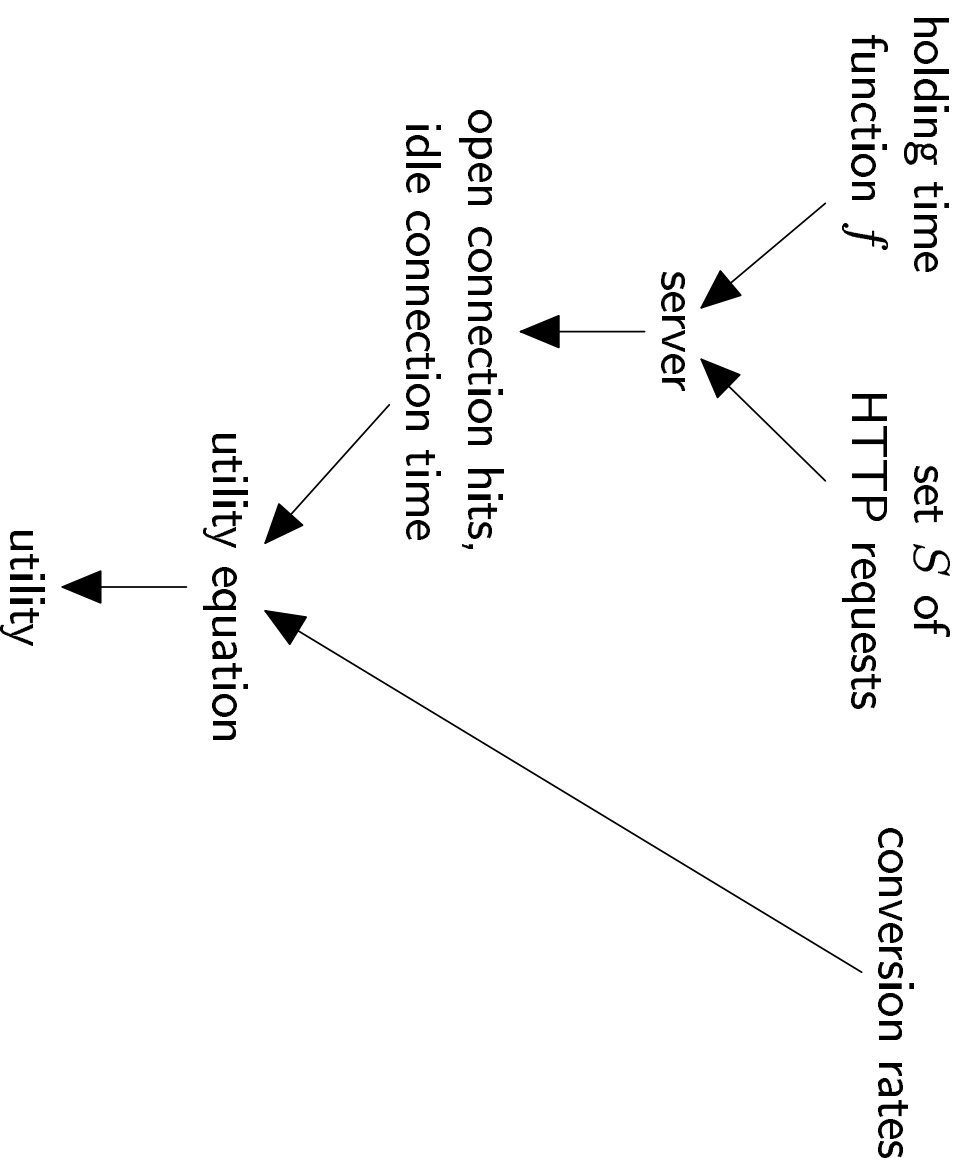 holding time
function f
set S of
HTTP requests
conversion rates
server
open connection hits,
idle connection time
utility equation
utility